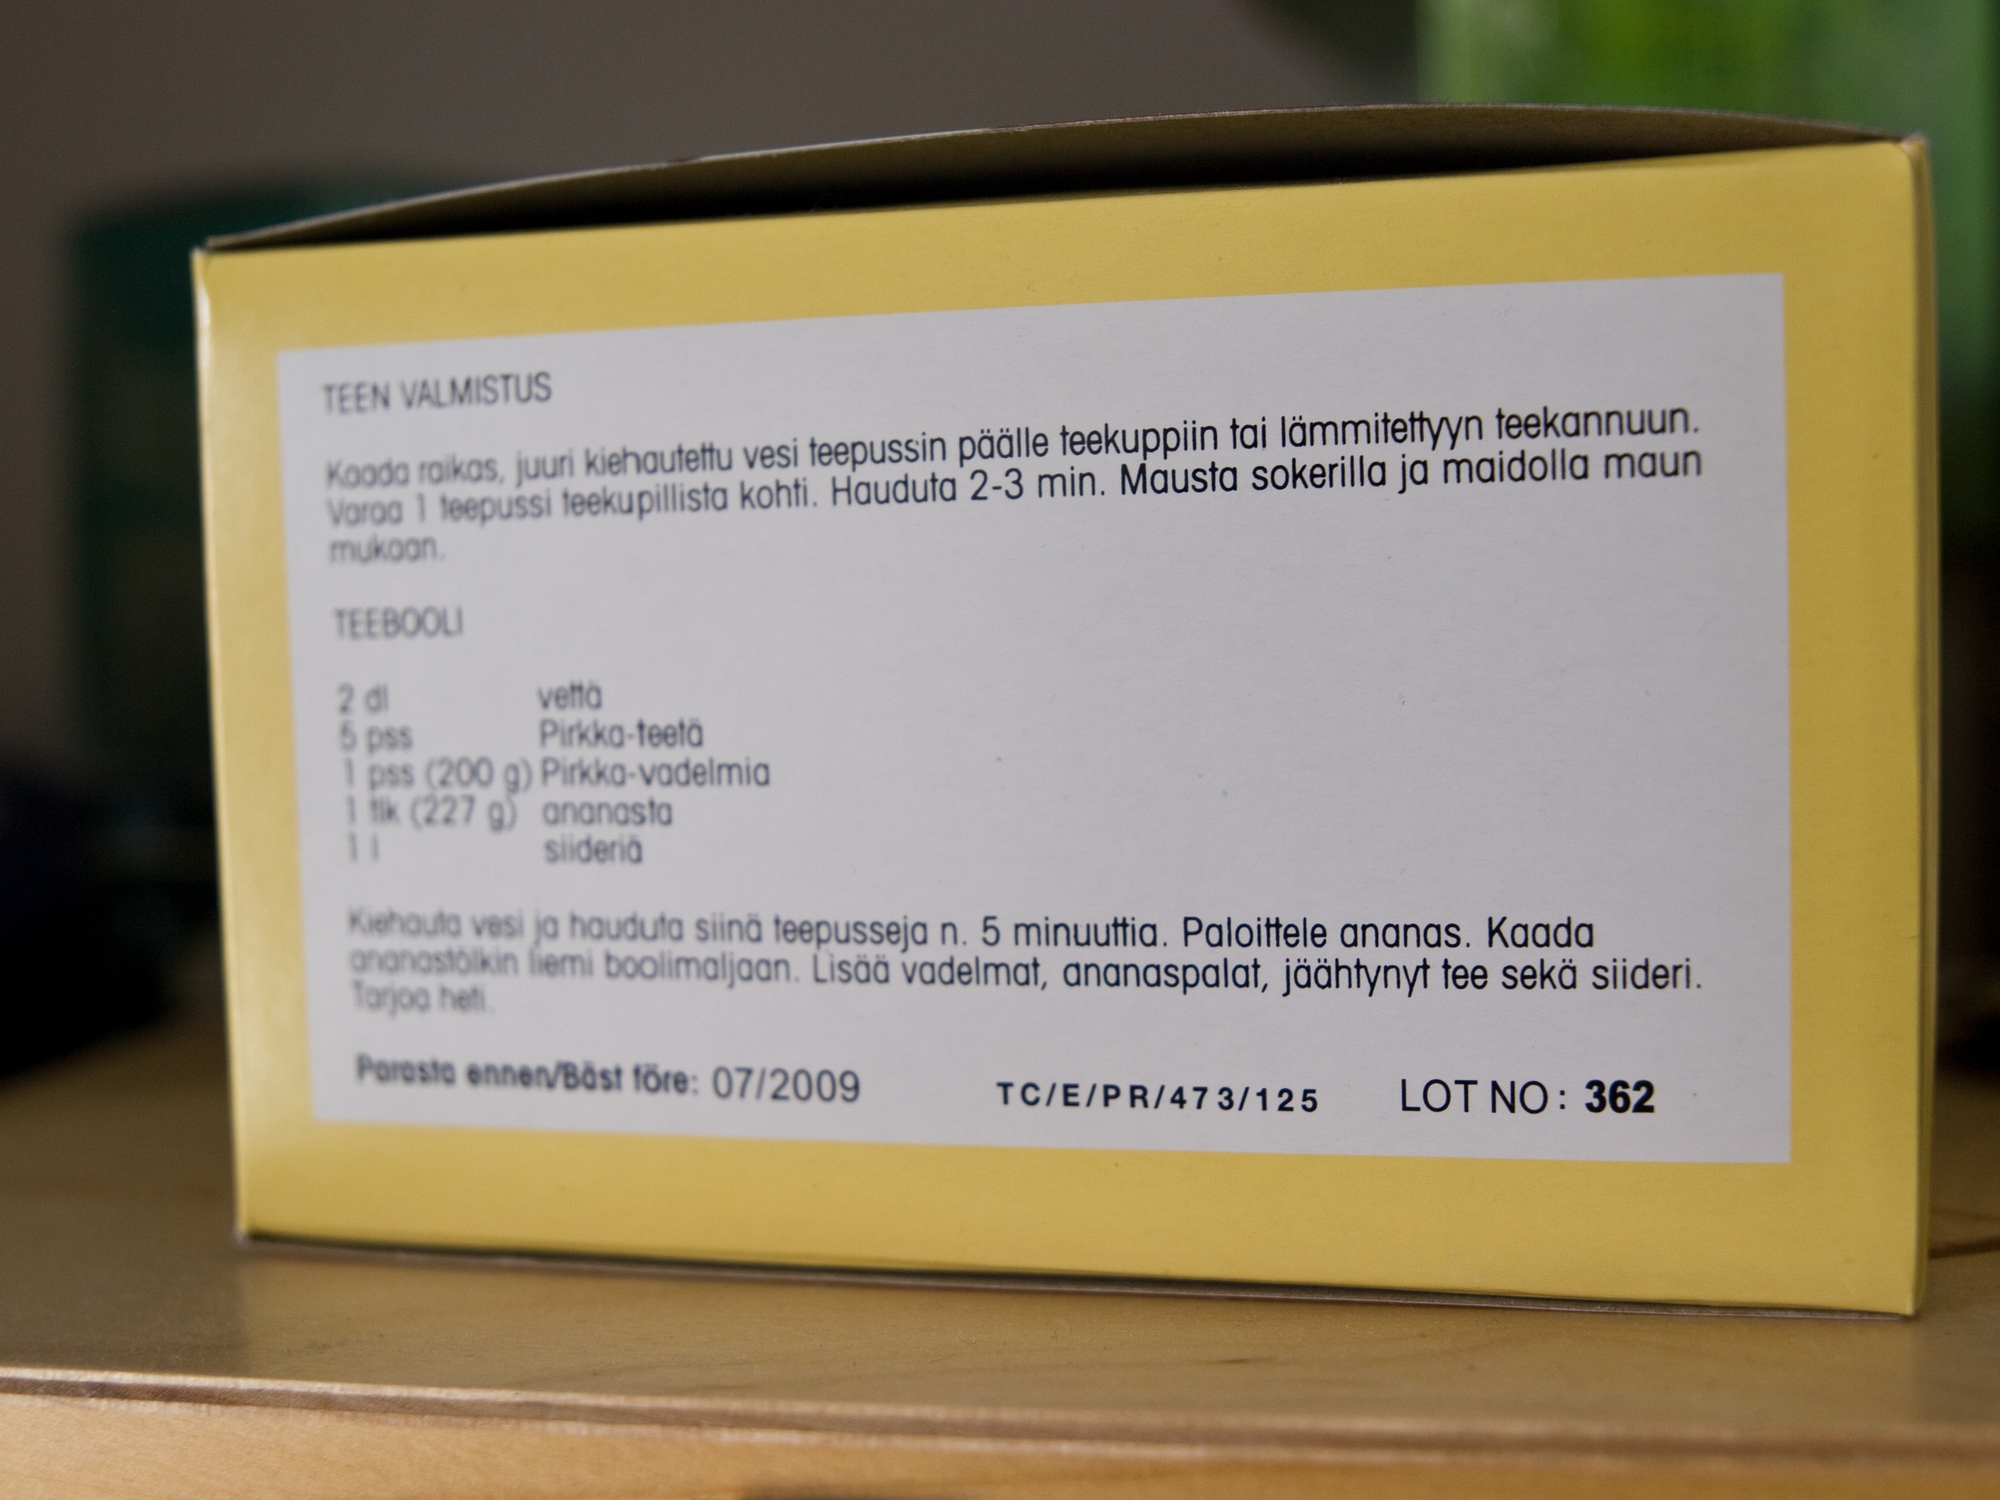 TEEN VALMISTUS
Kaada raikas, juuri kiehautettu vesi teepussin päälle teekuppiin tai lämmitettyyn teekannuun.
Varaa 1 teepussi teekupillista kohti. Hauduta 2-3 min. Mausta sokerilla ja maidolla maun
mukaan.
TEEBOOLI
2 dl vettä
5 pss Pirkka-teetä
1 pss (200 g) Pirkka-vadelmia
1 tlk (227 g) ananasta
1 l siideriä
Kiehauta vesi ja hauduta siinä teepusseja n. 5 minuuttia. Paloittele ananas. Kaada
ananastölkin liemi boolimaljaan. Lisää vadelmat, ananaspalat, jäähtynyt tee sekä siideri.
Tarjoa heti.
Parasta ennen/Bäst före: 07/2009 TC/E/PR/473/125 LOT NO: 362